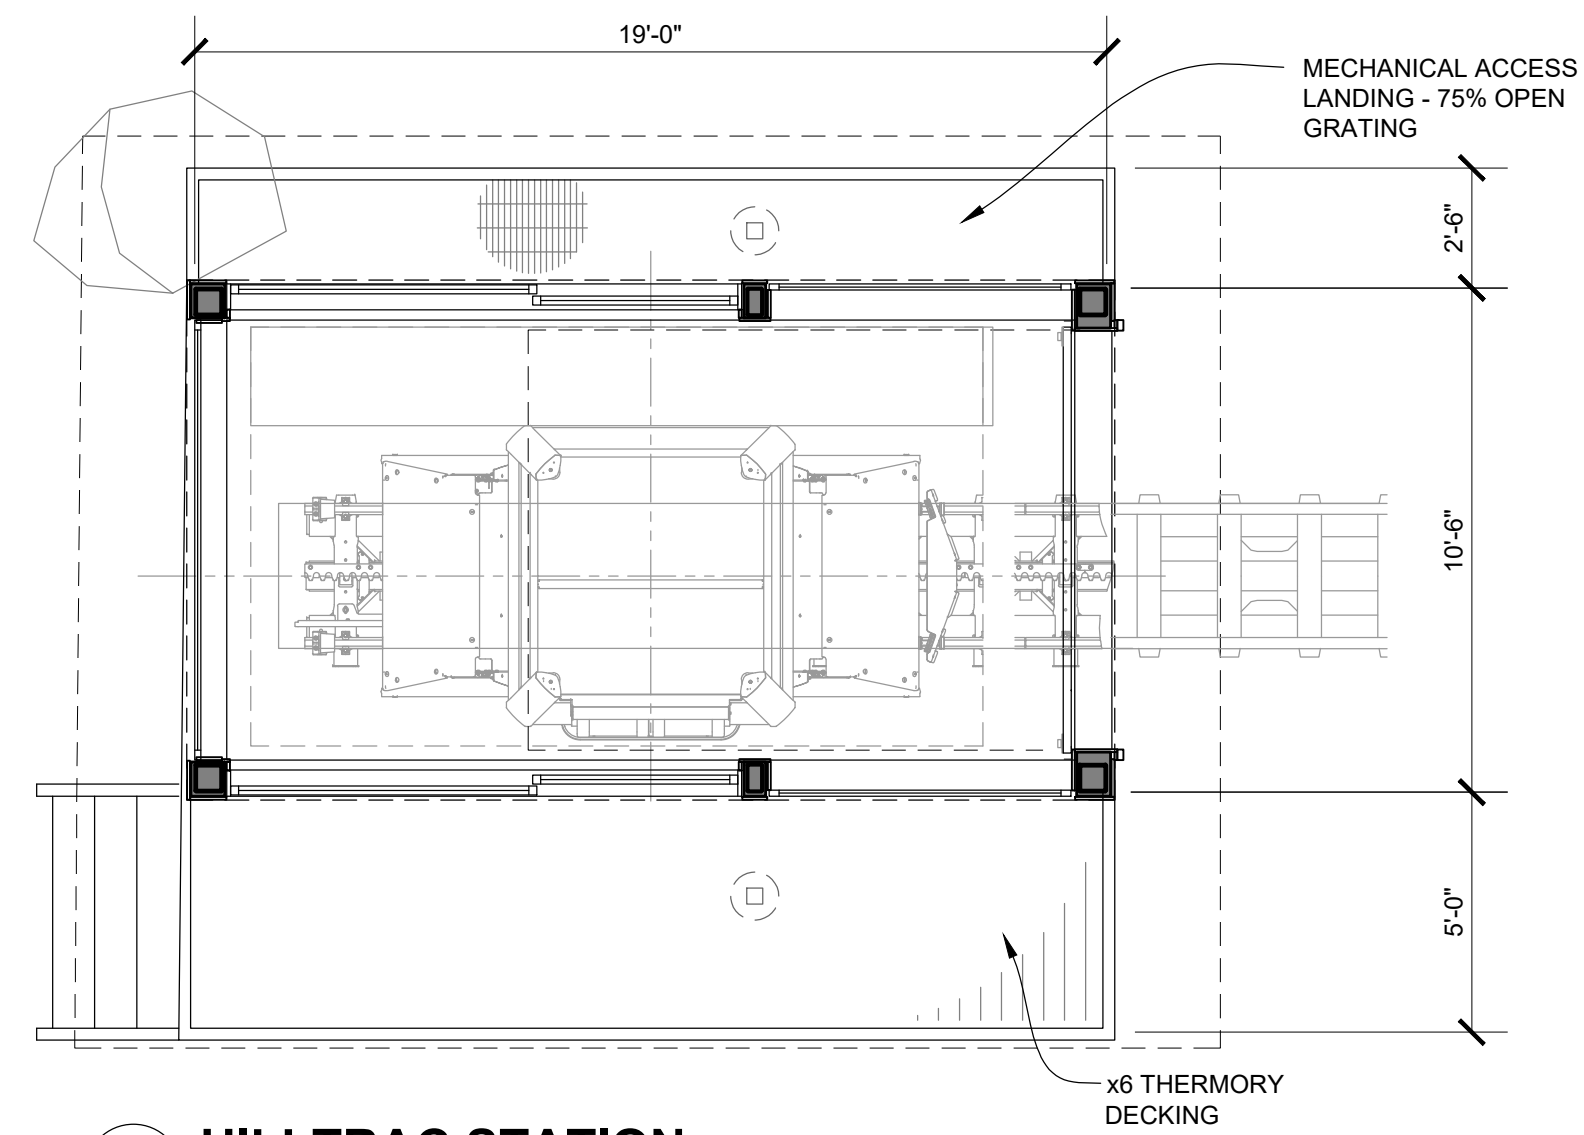 19'-0"
MECHANICAL ACCESS
LANDING - 75% OPEN
GRATING
2'-6"
10'-6"
5'-0"
x6 THERMORY
DECKING